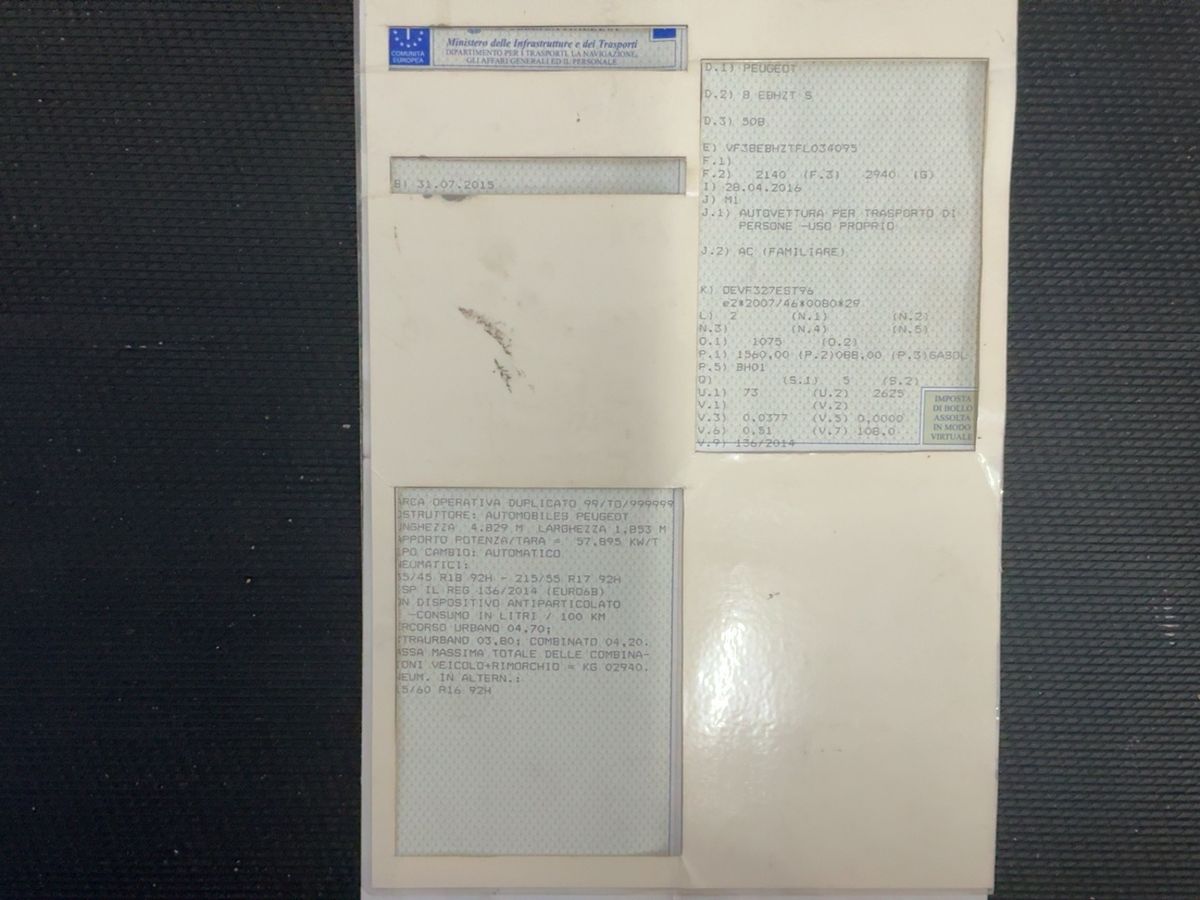 COMUNITÀ
EUROPEA
Ministero delle Infrastrutture e dei Trasporti
DIPARTIMENTO PER I TRASPORTI, LA NAVIGAZIONE,
GLI AFFARI GENERALI ED IL PERSONALE
B) 31.07.2015
D.1) PEUGEOT
D.2) 8 EBHZT S
D.3) 508
E) VF38EBHZTFL034095
F.1)
F.2) 2140 (F.3) 2940 (G)
I) 28.04.2016
J) M1
J.1) AUTOVETTURA PER TRASPORTO DI
PERSONE -USO PROPRIO
J.2) AC (FAMILIARE)
K) OEVF327EST96
e2*2007/46*0080*29
L) 2 (N.1) (N.2)
N.3) (N.4) (N.5)
O.1) 1075 (O.2)
P.1) 1560,00 (P.2)088,00 (P.3)GASOL
P.5) BH01
Q) (S.1) 5 (S.2)
U.1) 73 (U.2) 2625
V.1) (V.2)
V.3) 0,0377 (V.5) 0,0000
V.6) 0,51 (V.7) 108,0
V.9) 136/2014
IMPOSTA
DI BOLLO
ASSOLTA
IN MODO
VIRTUALE
ARCA OPERATIVA DUPLICATO 99/TO/999999
OSTRUTTORE: AUTOMOBILES PEUGEOT
UNGHEZZA 4,829 M LARGHEZZA 1,853 M
APPORTO POTENZA/TARA = 57,895 KW/T
IPO CAMBIO: AUTOMATICO
NEUMATICI:
35/45 R18 92H - 215/55 R17 92H
ISP IL REG 136/2014 (EURO6B)
ON DISPOSITIVO ANTIPARTICOLATO
-CONSUMO IN LITRI / 100 KM
ERCORSO URBANO 04,70;
XTRAURBANO 03,80; COMBINATO 04,20.
ASSA MASSIMA TOTALE DELLE COMBINA-
IONI VEICOLO+RIMORCHIO = KG 02940.
NEUM. IN ALTERN.:
15/60 R16 92H